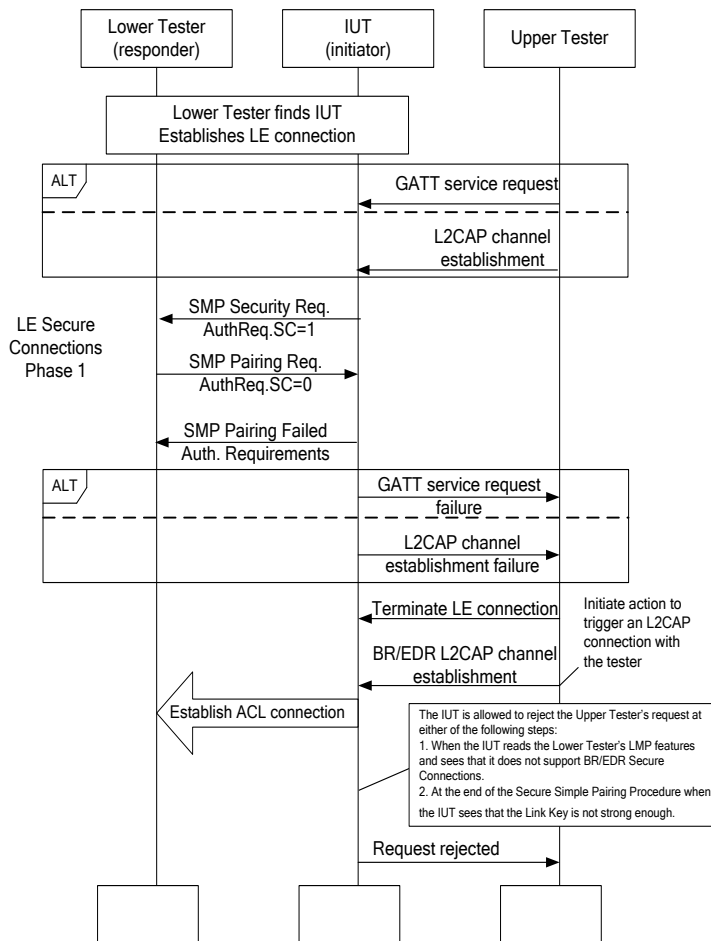 Lower Tester
(responder)
IUT
(initiator)
Upper Tester
Lower Tester finds IUT
Establishes LE connection
ALT
GATT service request
L2CAP channel
establishment
LE Secure
Connections
Phase 1
SMP Security Req.
AuthReq.SC=1
SMP Pairing Req.
AuthReq.SC=0
SMP Pairing Failed
Auth. Requirements
ALT
GATT service request
failure
L2CAP channel
establishment failure
Terminate LE connection
Initiate action to
trigger an L2CAP
connection with
the tester
BR/EDR L2CAP channel
establishment
Establish ACL connection
The IUT is allowed to reject the Upper Tester's request at
either of the following steps:
1. When the IUT reads the Lower Tester's LMP features
and sees that it does not support BR/EDR Secure
Connections.
2. At the end of the Secure Simple Pairing Procedure when
the IUT sees that the Link Key is not strong enough.
Request rejected